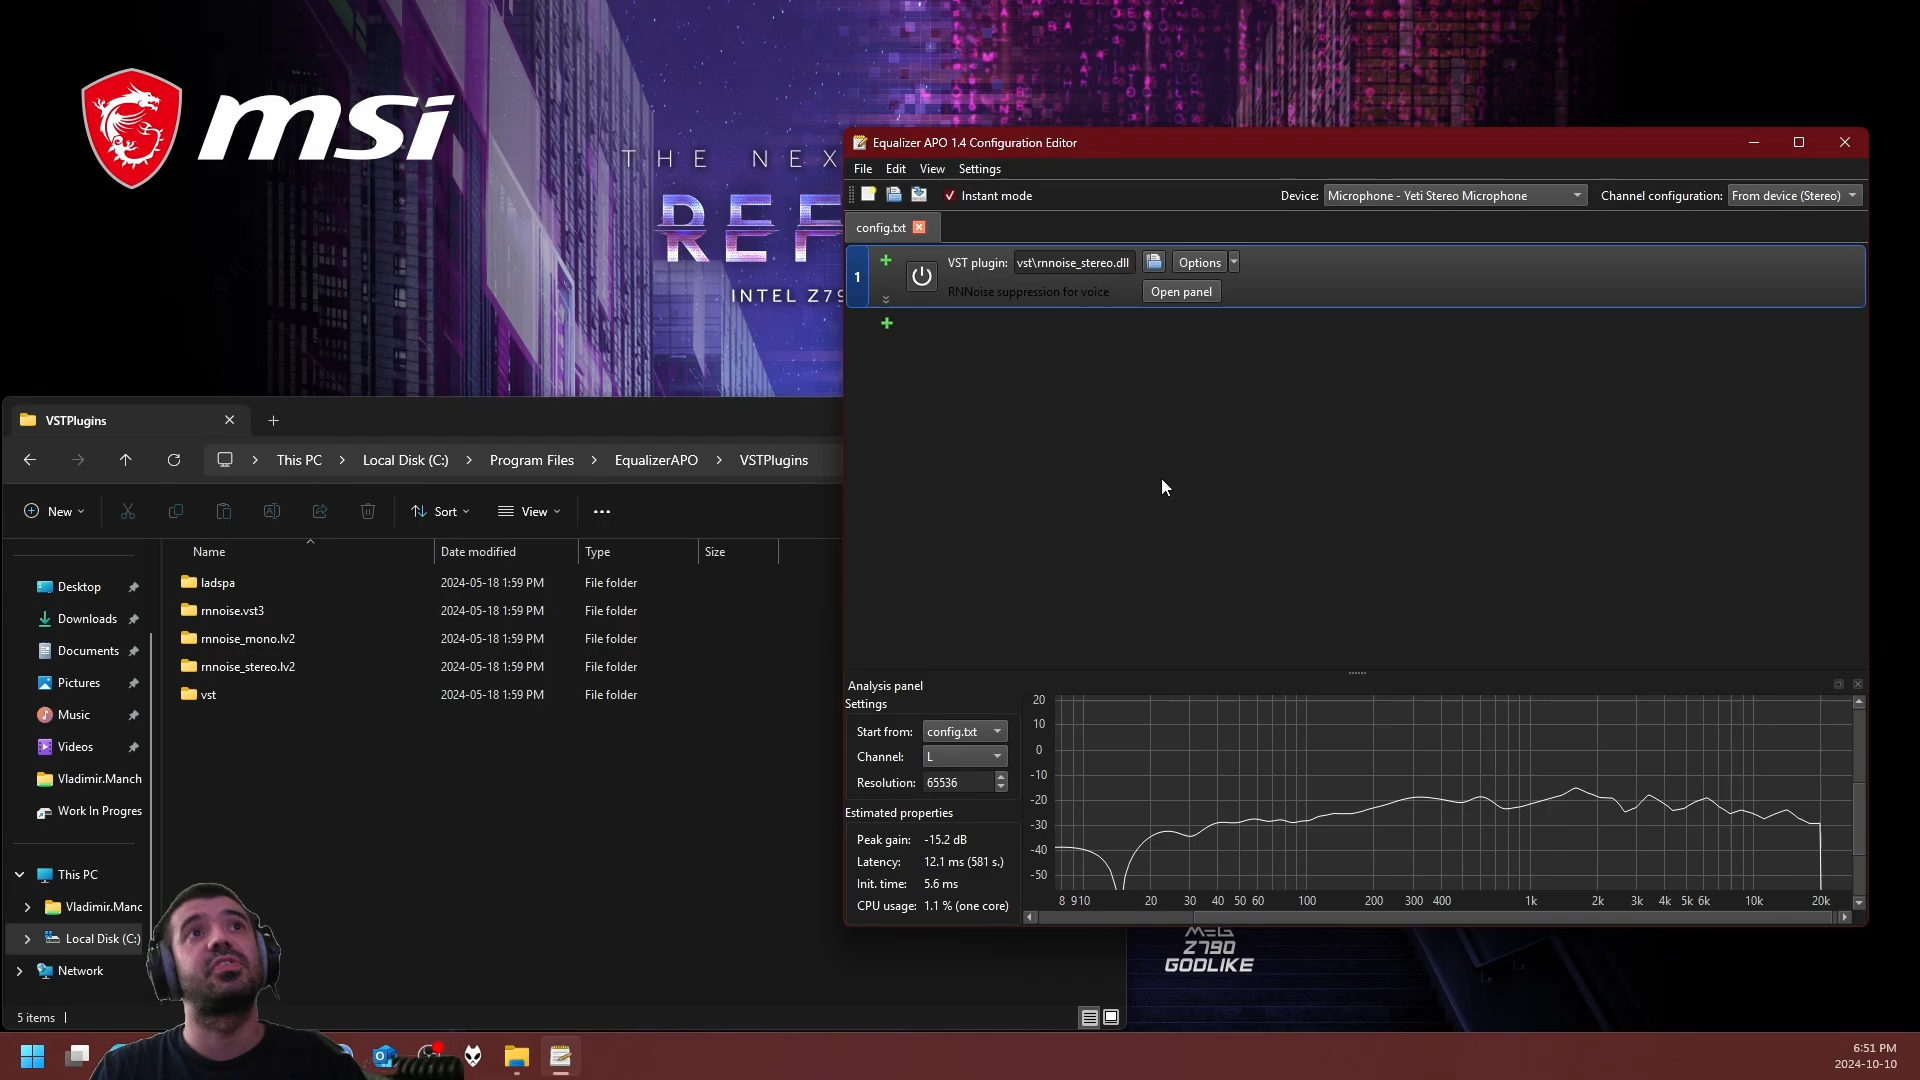 msi
THE NEX
REF
INTEL Z79
Equalizer APO 1.4 Configuration Editor
File Edit View Settings
Instant mode
Device: Microphone - Yeti Stereo Microphone
Channel configuration: From device (Stereo)
config.txt
1
VST plugin: vst\rnnoise_stereo.dll
Options
RNNoise suppression for voice
Open panel
VSTPlugins
This PC
Local Disk (C:)
Program Files
EqualizerAPO
VSTPlugins
New
Sort
View
Name Date modified Type Size
ladspa 2024-05-18 1:59 PM File folder
rnnoise.vst3 2024-05-18 1:59 PM File folder
rnnoise_mono.lv2 2024-05-18 1:59 PM File folder
rnnoise_stereo.lv2 2024-05-18 1:59 PM File folder
vst 2024-05-18 1:59 PM File folder
Desktop
Downloads
Documents
Pictures
Music
Videos
Vladimir.Manch
Work In Progres
This PC
Vladimir.Manc
Local Disk (C:)
Network
5 items
Analysis panel
Settings
Start from: config.txt
Channel: L
Resolution: 65536
Estimated properties
Peak gain: -15.2 dB
Latency: 12.1 ms (581 s.)
Init. time: 5.6 ms
CPU usage: 1.1 % (one core)
20
10
0
-10
-20
-30
-40
-50
8 9 10 20 30 40 50 60 100 200 300 400 1k 2k 3k 4k 5k 6k 10k 20k
MEG
Z790
GODLIKE
6:51 PM
2024-10-10